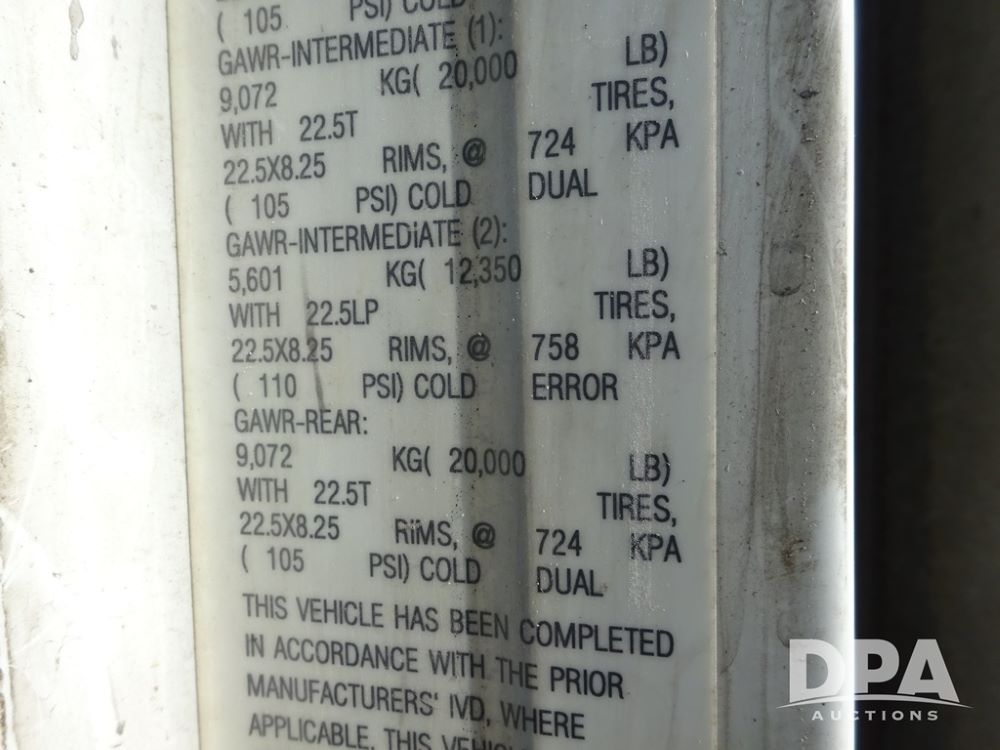 ( 105 PSI) COLD
GAWR-INTERMEDIATE (1):
9,072 KG( 20,000 LB)
WITH 22.5T TIRES,
22.5X8.25 RIMS, @ 724 KPA
( 105 PSI) COLD DUAL
GAWR-INTERMEDIATE (2):
5,601 KG( 12,350 LB)
WITH 22.5LP TIRES,
22.5X8.25 RIMS, @ 758 KPA
( 110 PSI) COLD ERROR
GAWR-REAR:
9,072 KG( 20,000 LB)
WITH 22.5T TIRES,
22.5X8.25 RIMS, @ 724 KPA
( 105 PSI) COLD DUAL
THIS VEHICLE HAS BEEN COMPLETED
IN ACCORDANCE WITH THE PRIOR
MANUFACTURERS' IVD, WHERE
APPLICABLE. THIS
DPA
AUCTIONS